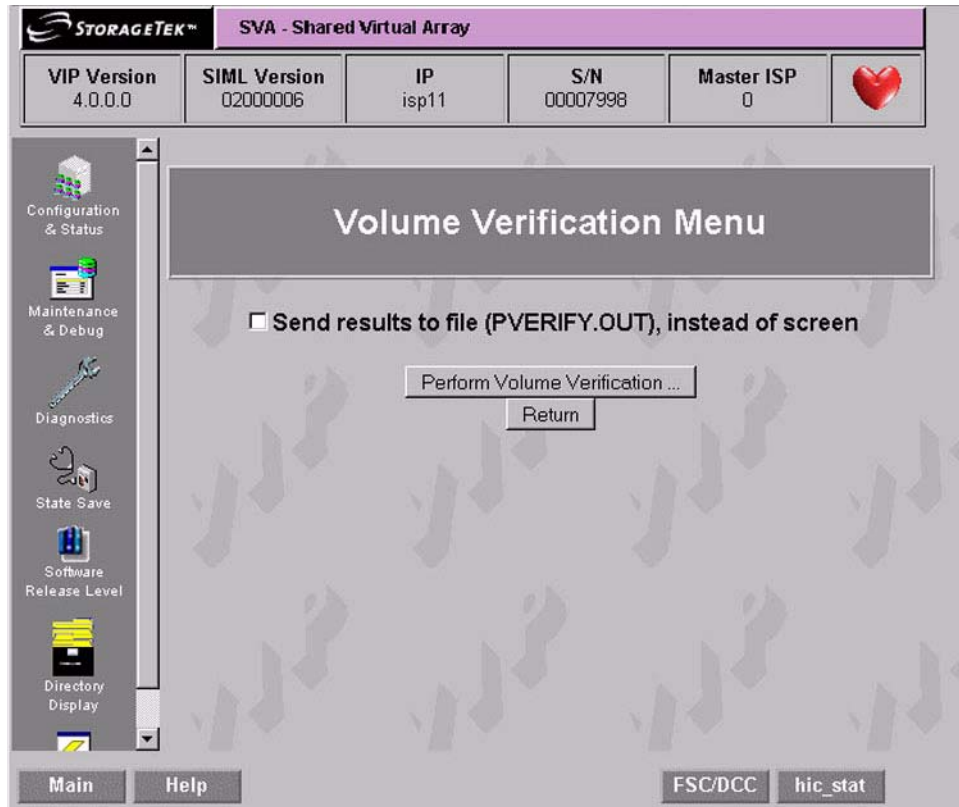 STORAGETEK™
SVA - Shared Virtual Array
VIP Version
4.0.0.0
SIML Version
02000006
IP
isp11
S/N
00007998
Master ISP
0
Configuration
& Status
Maintenance
& Debug
Diagnostics
State Save
Software
Release Level
Directory
Display
Volume Verification Menu
Send results to file (PVERIFY.OUT), instead of screen
Perform Volume Verification ...
Return
Main
Help
FSC/DCC
hic_stat